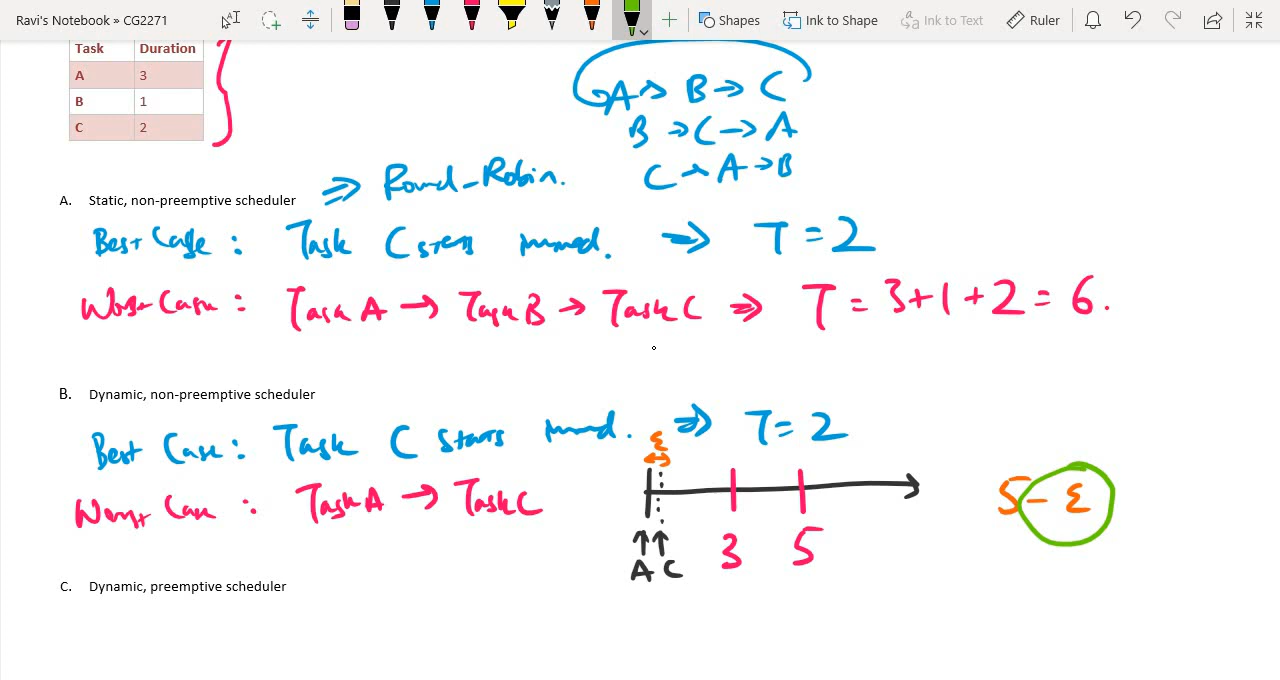 Ravi's Notebook » CG2271
Shapes
Ink to Shape
Ink to Text
Ruler
Task Duration
A 3
B 1
C 2
A → B → C
B → C → A
C → A → B
⇒ Round-Robin.
A. Static, non-preemptive scheduler
Best Case : Task C starts immed. ⇒ T = 2
Worst Case : Task A → Task B → Task C ⇒ T = 3+1+2 = 6.
B. Dynamic, non-preemptive scheduler
Best Case : Task C starts immed. ⇒ T = 2
ε
Worst Case : Task A → Task C
5 - ε
3 5
A C
C. Dynamic, preemptive scheduler